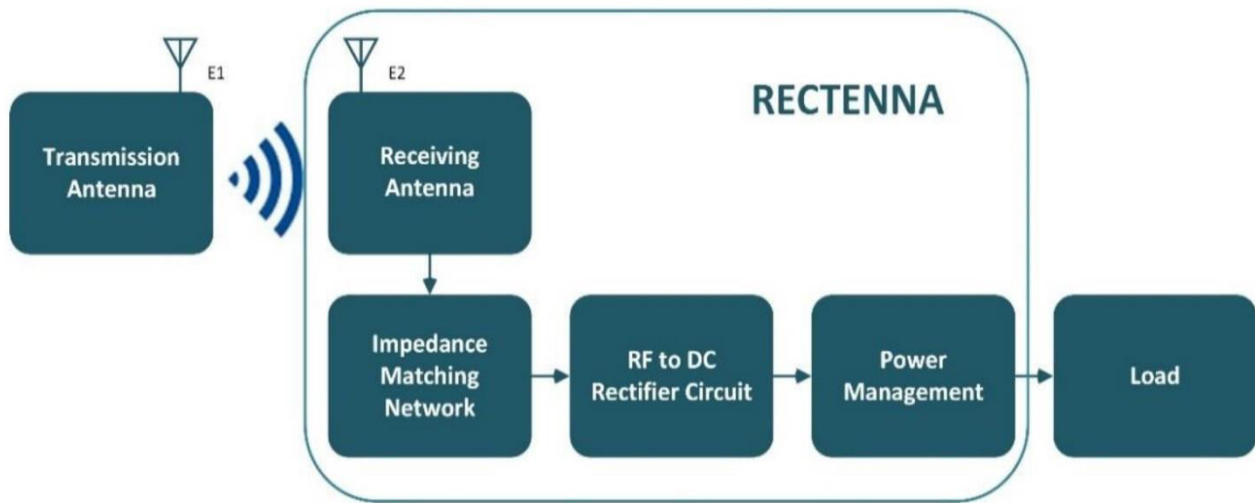 E1
E2
RECTENNA
Transmission
Antenna
Receiving
Antenna
Impedance
Matching
Network
RF to DC
Rectifier Circuit
Power
Management
Load